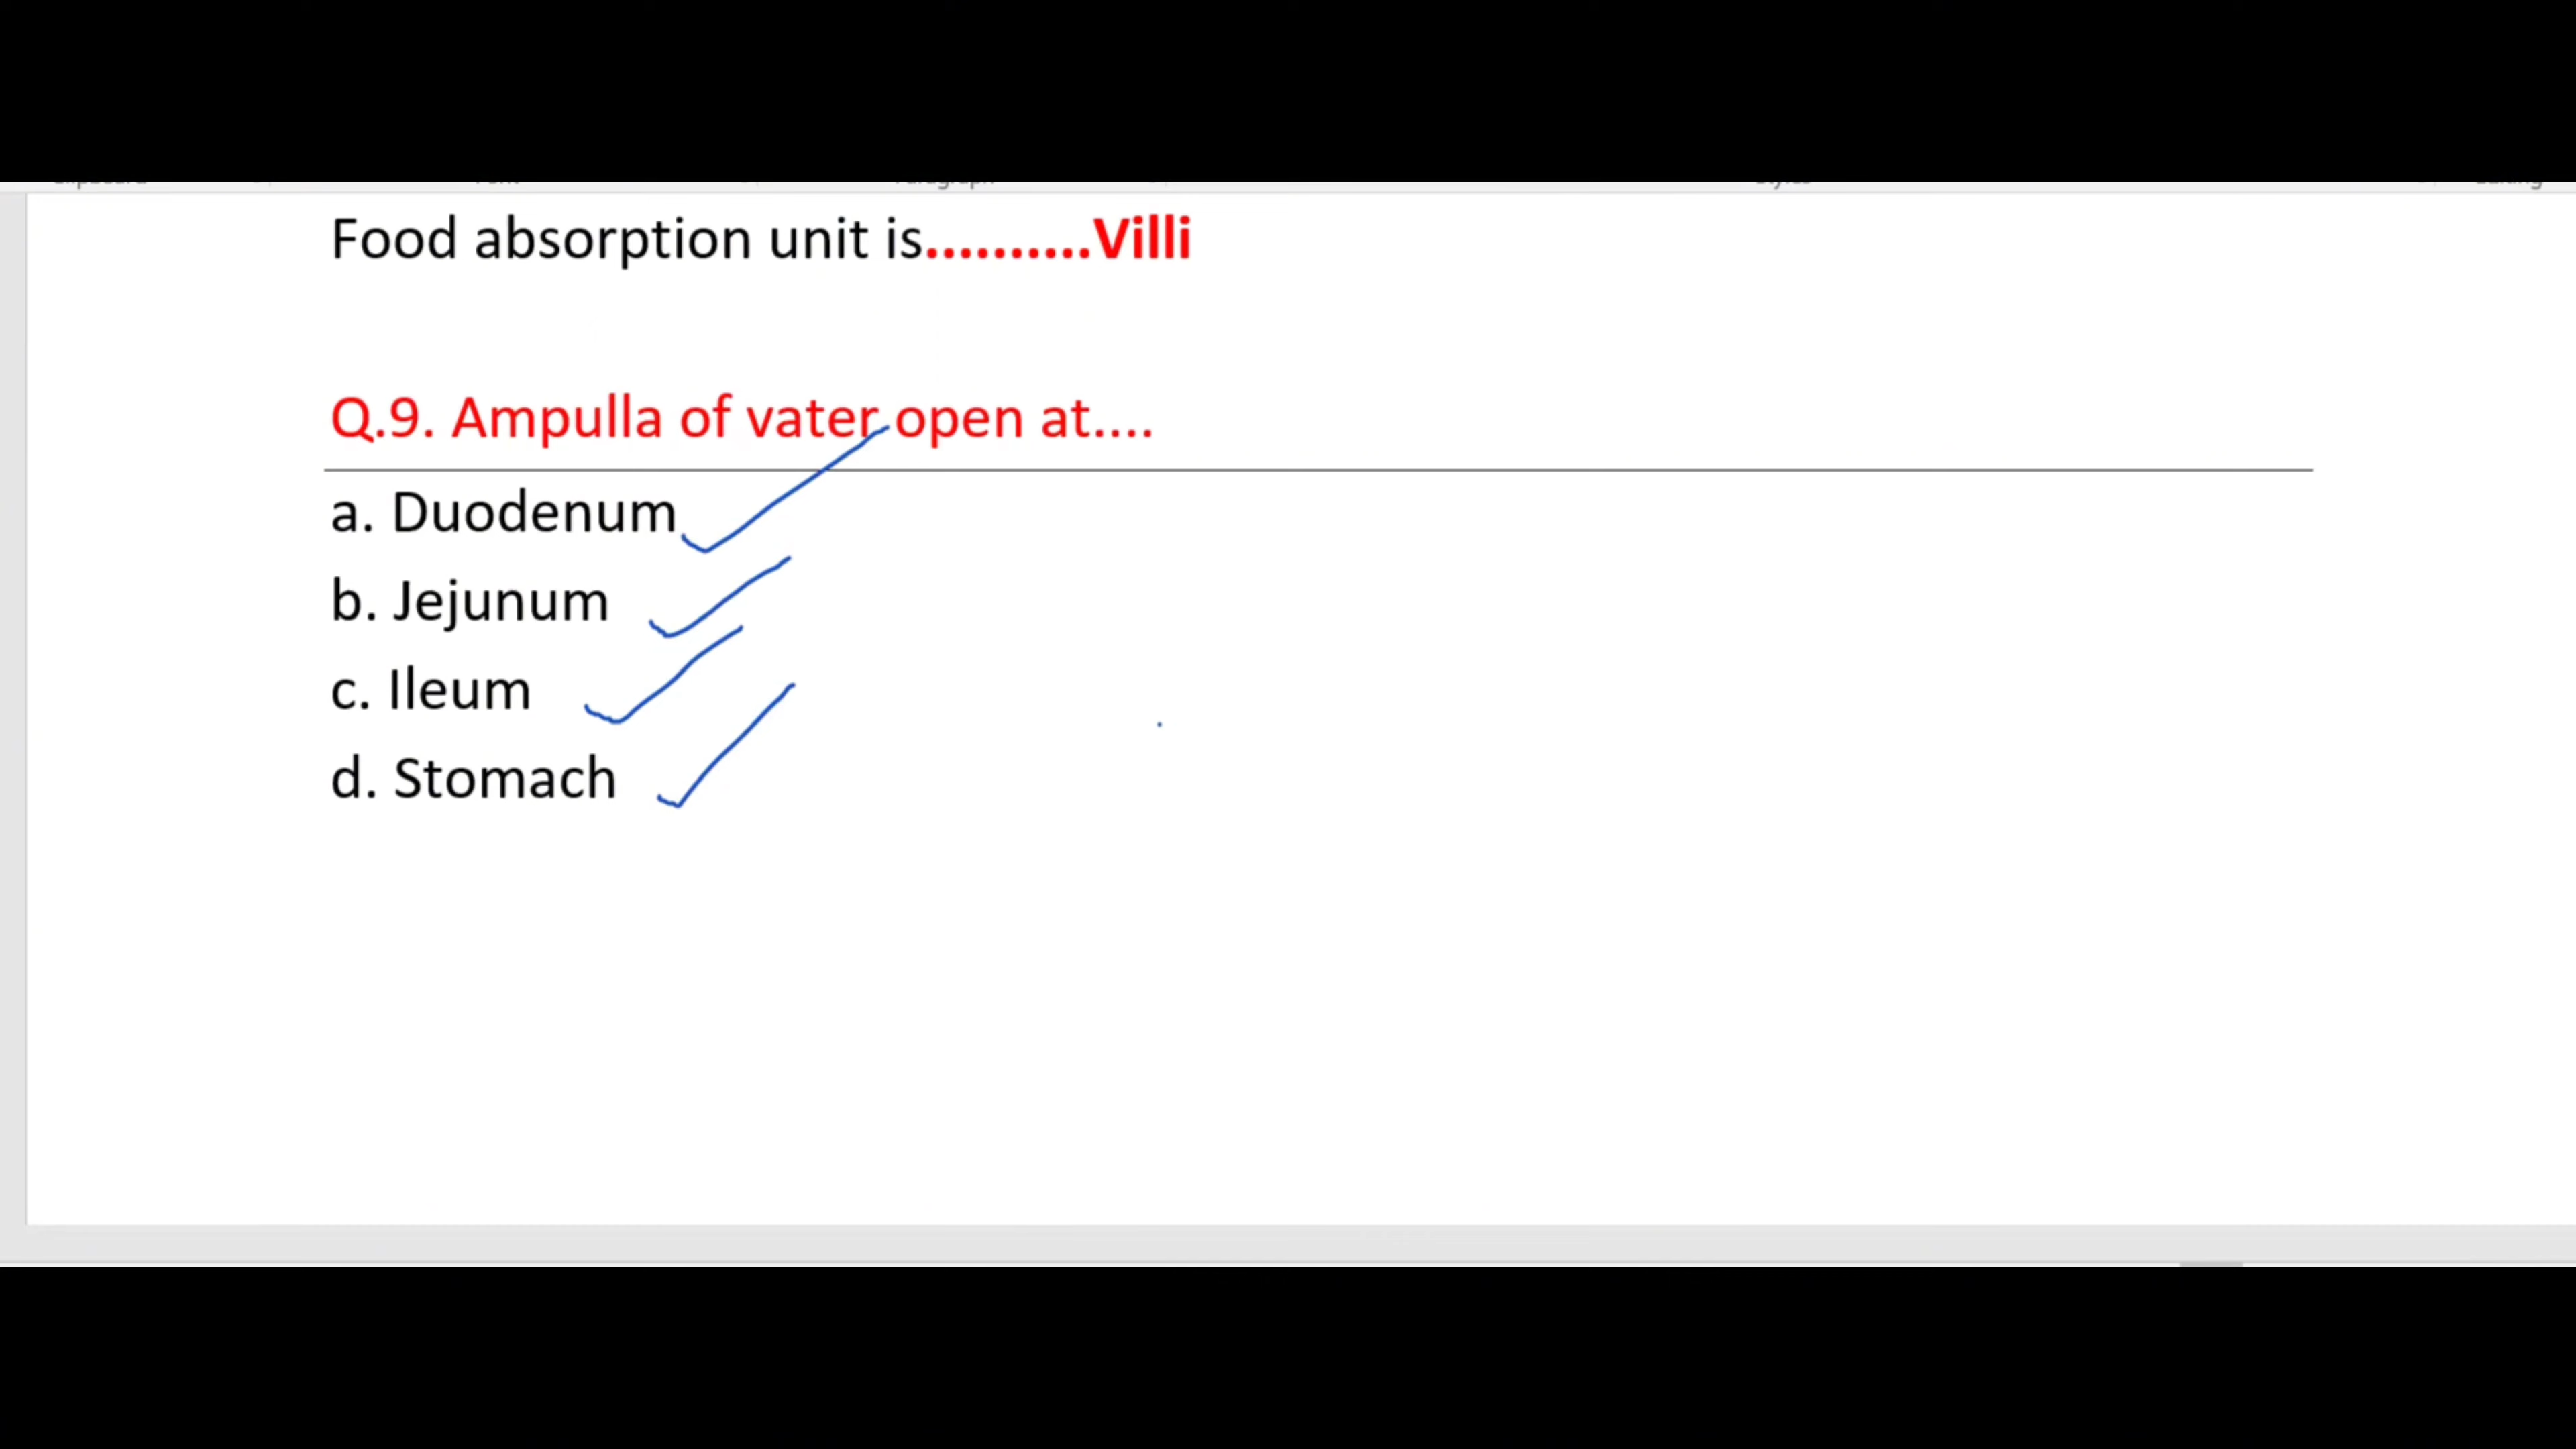 Food absorption unit is..........Villi
Q.9. Ampulla of vater open at....
a. Duodenum
b. Jejunum
c. Ileum
d. Stomach